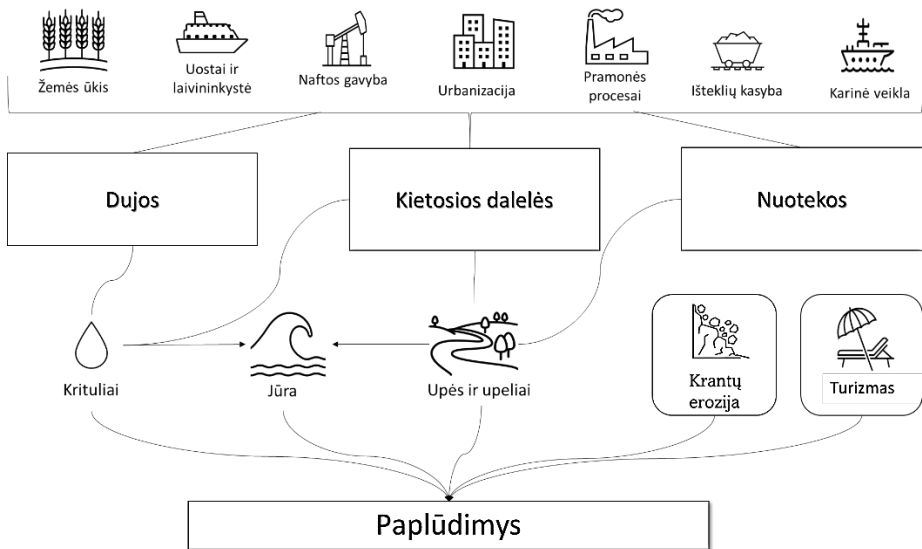 Žemės ūkis
Uostai ir
laivininkystė
Naftos gavyba
Urbanizacija
Pramonės
procesai
Išteklių kasyba
Karinė veikla
Dujos
Kietosios dalelės
Nuotekos
Krituliai
Jūra
Upės ir upeliai
Krantų
erozija
Turizmas
Paplūdimys